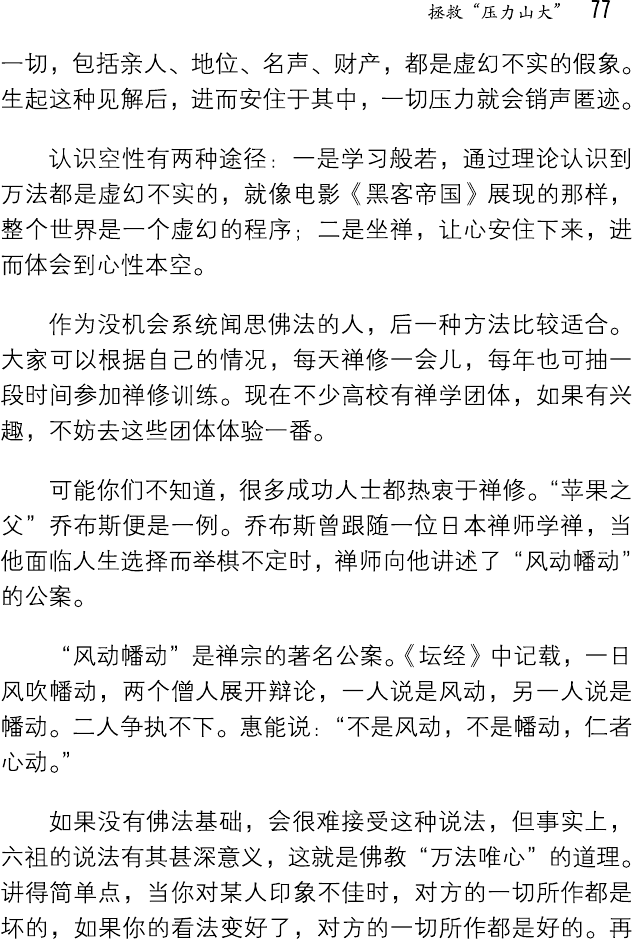 拯救“压力山大” 77
一切，包括亲人、地位、名声、财产，都是虚幻不实的假象。
生起这种见解后，进而安住于其中，一切压力就会销声匿迹。
认识空性有两种途径：一是学习般若，通过理论认识到
万法都是虚幻不实的，就像电影《黑客帝国》展现的那样，
整个世界是一个虚幻的程序；二是坐禅，让心安住下来，进
而体会到心性本空。
作为没机会系统闻思佛法的人，后一种方法比较适合。
大家可以根据自己的情况，每天禅修一会儿，每年也可抽一
段时间参加禅修训练。现在不少高校有禅学团体，如果有兴
趣，不妨去这些团体体验一番。
可能你们不知道，很多成功人士都热衷于禅修。“苹果之
父”乔布斯便是一例。乔布斯曾跟随一位日本禅师学禅，当
他面临人生选择而举棋不定时，禅师向他讲述了“风动幡动”
的公案。
“风动幡动”是禅宗的著名公案。《坛经》中记载，一日
风吹幡动，两个僧人展开辩论，一人说是风动，另一人说是
幡动。二人争执不下。惠能说：“不是风动，不是幡动，仁者
心动。”
如果没有佛法基础，会很难接受这种说法，但事实上，
六祖的说法有其甚深意义，这就是佛教“万法唯心”的道理。
讲得简单点，当你对某人印象不佳时，对方的一切所作都是
坏的，如果你的看法变好了，对方的一切所作都是好的。再